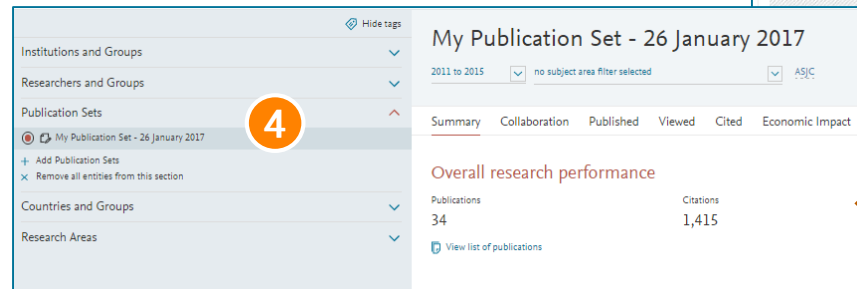 Hide tags
Institutions and Groups
Researchers and Groups
Publication Sets
My Publication Set - 26 January 2017
+ Add Publication Sets
× Remove all entities from this section
Countries and Groups
Research Areas
4
My Publication Set - 26 January 2017
2011 to 2015 no subject area filter selected ASJC
Summary Collaboration Published Viewed Cited Economic Impact
Overall research performance
Publications Citations
34 1,415
View list of publications